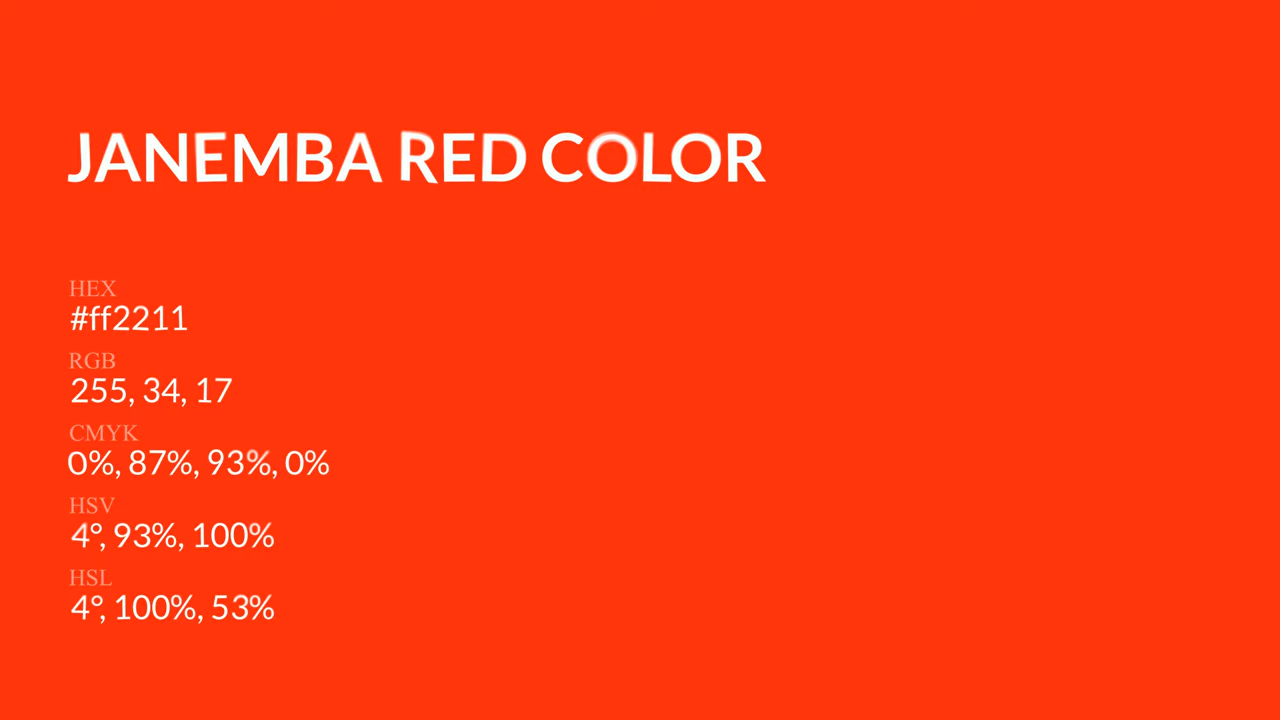 JANEMBA RED COLOR
HEX
#ff2211
RGB
255, 34, 17
CMYK
0%, 87%, 93%, 0%
HSV
4°, 93%, 100%
HSL
4°, 100%, 53%